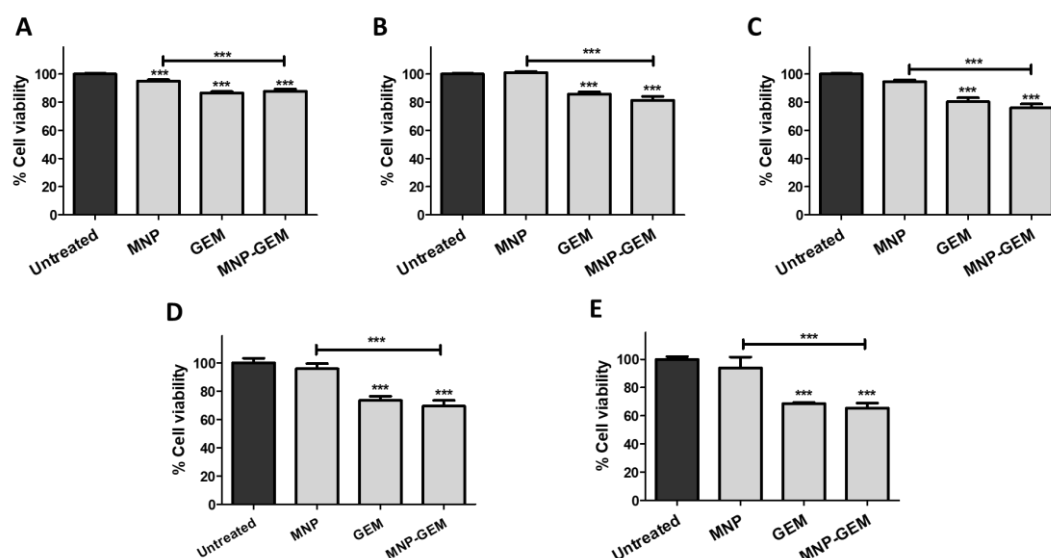 A
% Cell viability
100
80
60
40
20
0
***
***
***
***
Untreated
MNP
GEM
MNP-GEM
B
% Cell viability
100
80
60
40
20
0
***
***
***
Untreated
MNP
GEM
MNP-GEM
C
% Cell viability
100
80
60
40
20
0
***
***
***
Untreated
MNP
GEM
MNP-GEM
D
% Cell viability
100
80
60
40
20
0
***
***
***
Untreated
MNP
GEM
MNP-GEM
E
% Cell viability
100
80
60
40
20
0
***
***
***
Untreated
MNP
GEM
MNP-GEM